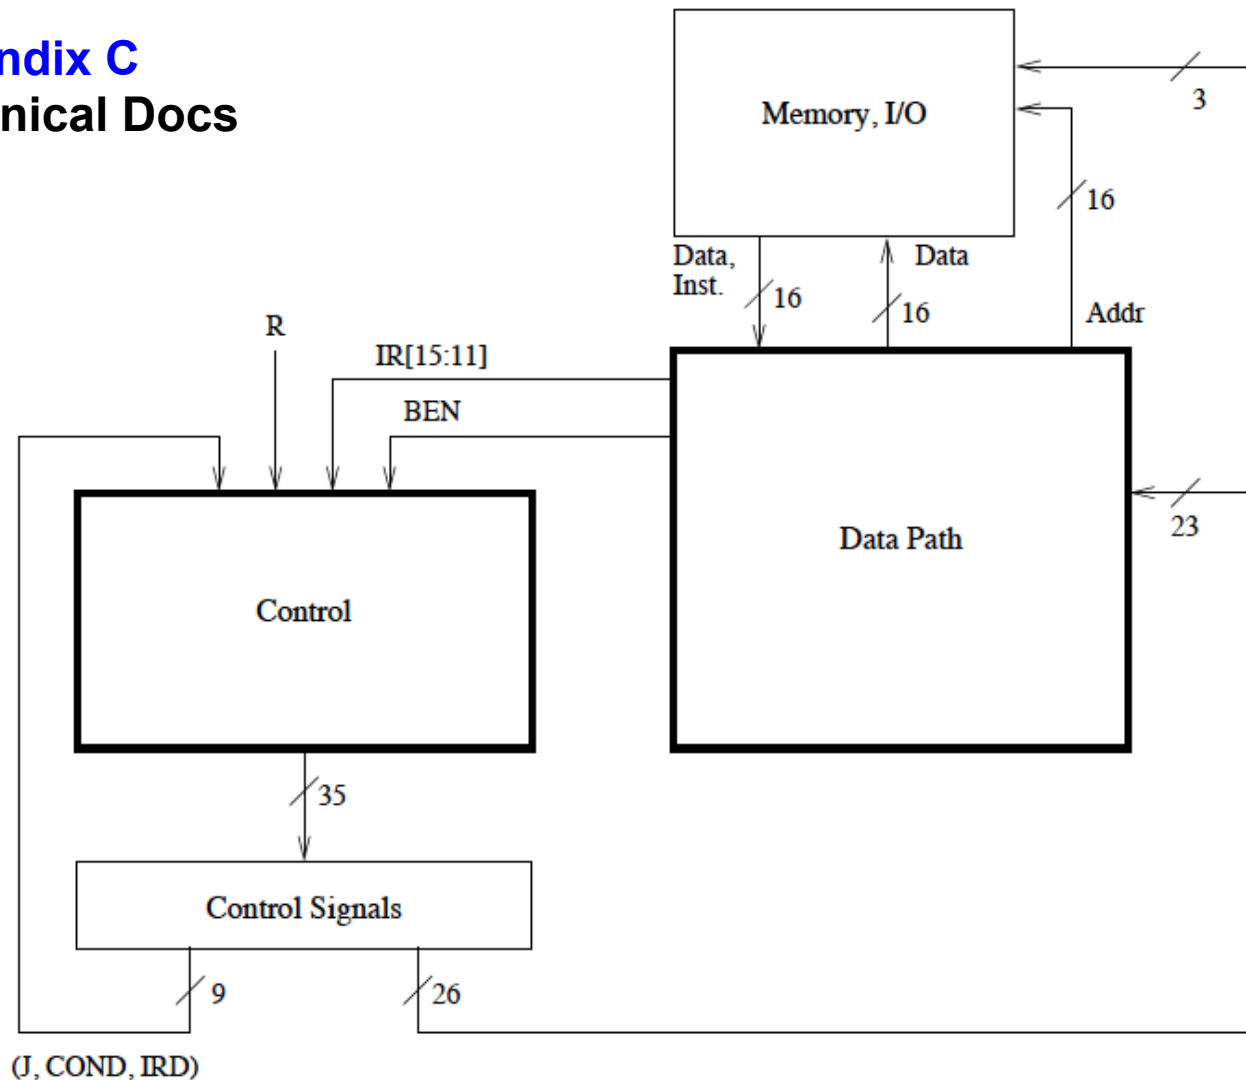 ndix C
nical Docs
Memory, I/O
3
16
Data,
Inst.
16
Data
16
Addr
R
IR[15:11]
BEN
Control
Data Path
23
35
Control Signals
9
26
(J, COND, IRD)